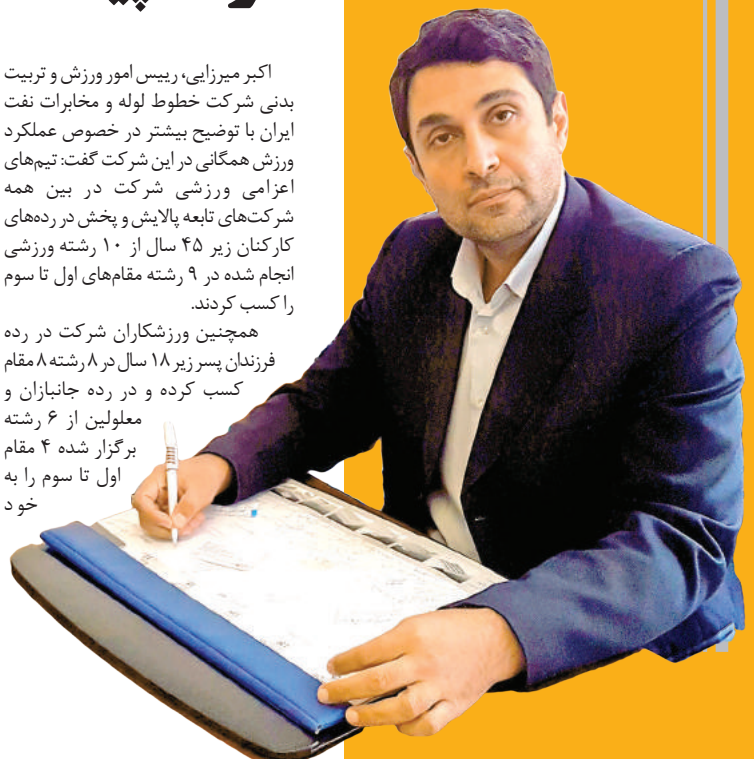 اکبر میرزایی، رییس امور ورزش و تربیت
بدنی شرکت خطوط لوله و مخابرات نفت
ایران با توضیح بیشتر در خصوص عملکرد
ورزش همگانی در این شرکت گفت: تیم‌های
اعزامی ورزشی شرکت در بین همه
شرکت‌های تابعه پالایش و پخش در رده‌های
کارکنان زیر ۴۵ سال از ۱۰ رشته ورزشی
انجام شده در ۹ رشته مقام‌های اول تا سوم
را کسب کردند.
همچنین ورزشکاران شرکت در رده
فرزندان پسر زیر ۱۸ سال در ۸ رشته ۸ مقام
کسب کرده و در رده جانبازان و
معلولین از ۶ رشته
برگزار شده ۴ مقام
اول تا سوم را به
خود